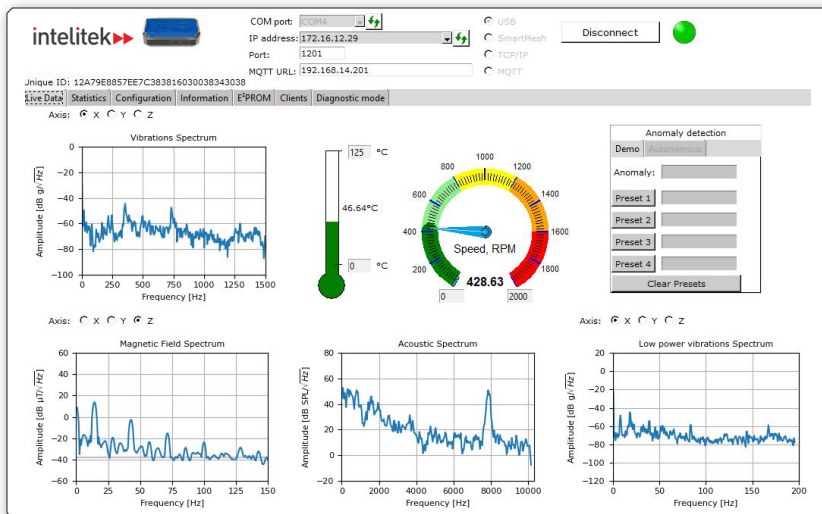 intelitek
COM port: COM4
IP address: 172.16.12.29
Port: 1201
MQTT URL: 192.168.14.201
USB
SmartMesh
TCP/IP
MQTT
Disconnect
Unique ID: 12A79E8857EE7C383816030038343038
Live Data Statistics Configuration Information E²PROM Clients Diagnostic mode
Axis: X Y Z
Vibrations Spectrum
Amplitude [dB g/√Hz]
0
−20
−40
−60
−80
−100
0 250 500 750 1000 1250 1500
Frequency [Hz]
125 °C
46.64°C
0 °C
0 200 400 600 800 1000 1200 1400 1600 1800 2000
Speed, RPM
428.63
Anomaly detection
Demo Autonomous
Anomaly:
Preset 1
Preset 2
Preset 3
Preset 4
Clear Presets
Axis: X Y Z
Magnetic Field Spectrum
Amplitude [dB µT/√Hz]
60
40
20
0
−20
−40
−60
0 25 50 75 100 125 150
Frequency [Hz]
Acoustic Spectrum
Amplitude [dB SPL/√Hz]
80
60
40
20
0
−20
0 2000 4000 6000 8000 10000
Frequency [Hz]
Axis: X Y Z
Low power vibrations Spectrum
Amplitude [dB g/√Hz]
20
0
−20
−40
−60
−80
−100
−120
0 50 100 150 200
Frequency [Hz]